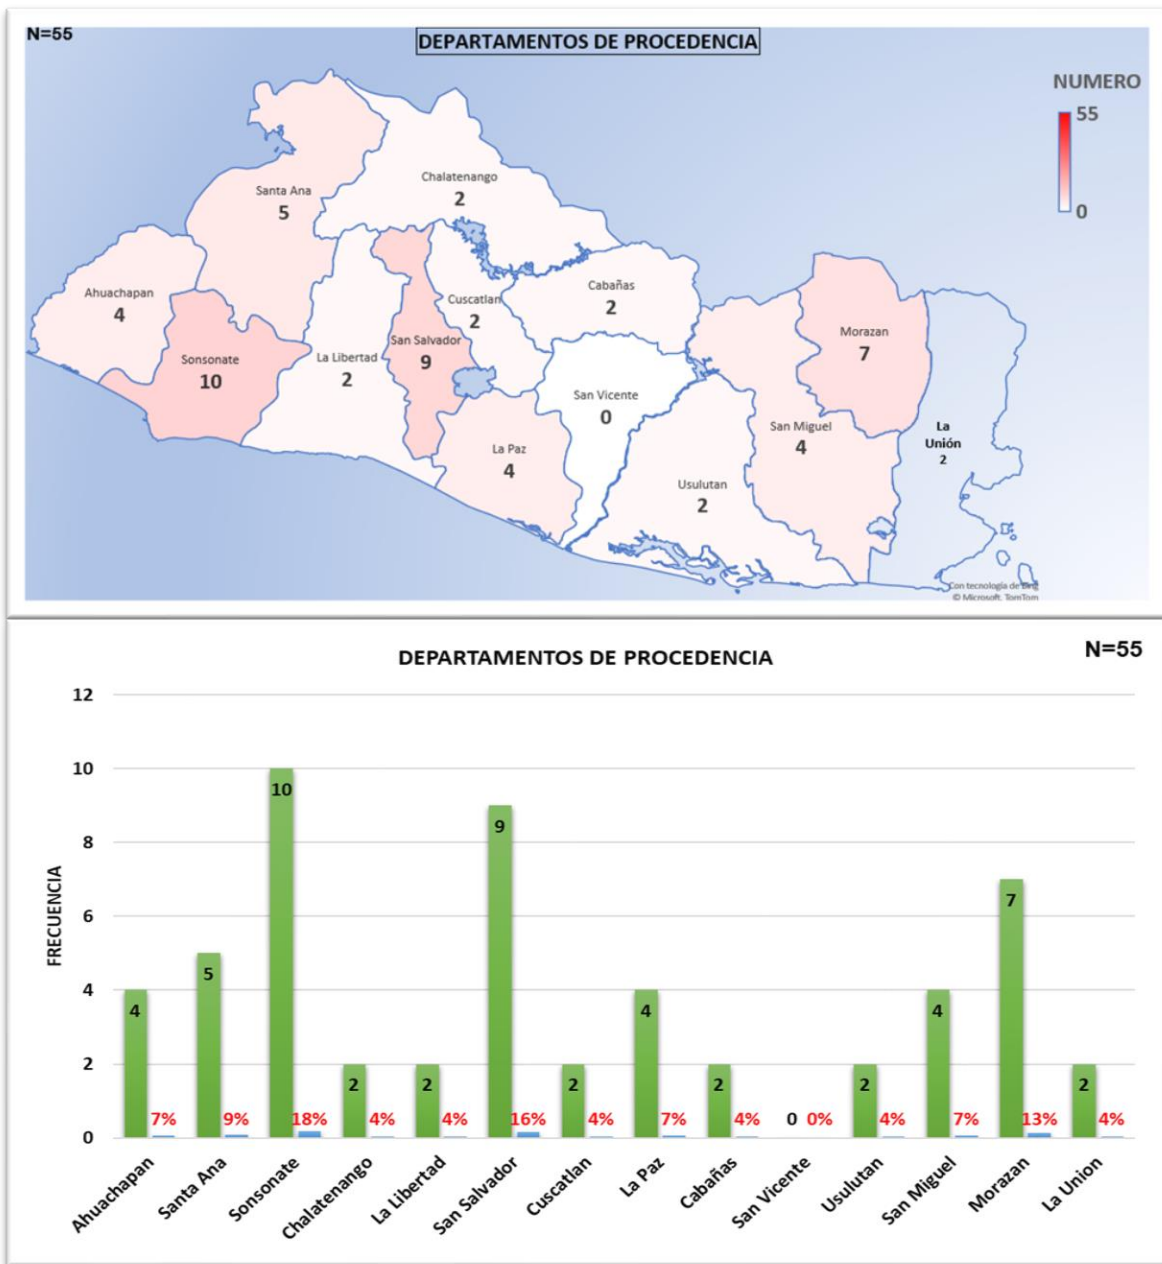 N=55
DEPARTAMENTOS DE PROCEDENCIA
NUMERO
55
0
Chalatenango
2
Santa Ana
5
Ahuachapan
4
Sonsonate
10
La Libertad
2
San Salvador
9
Cuscatlan
2
Cabañas
2
San Vicente
0
La Paz
4
Usulutan
2
San Miguel
4
Morazan
7
La
Unión
2
Con tecnología de Bing
© Microsoft, TomTom
DEPARTAMENTOS DE PROCEDENCIA
N=55
FRECUENCIA
12
10
8
6
4
2
0
4
7%
5
9%
10
18%
2
4%
2
4%
9
16%
2
4%
4
7%
2
4%
0
0%
2
4%
4
7%
7
13%
2
4%
Ahuachapan
Santa Ana
Sonsonate
Chalatenango
La Libertad
San Salvador
Cuscatlan
La Paz
Cabañas
San Vicente
Usulutan
San Miguel
Morazan
La Union